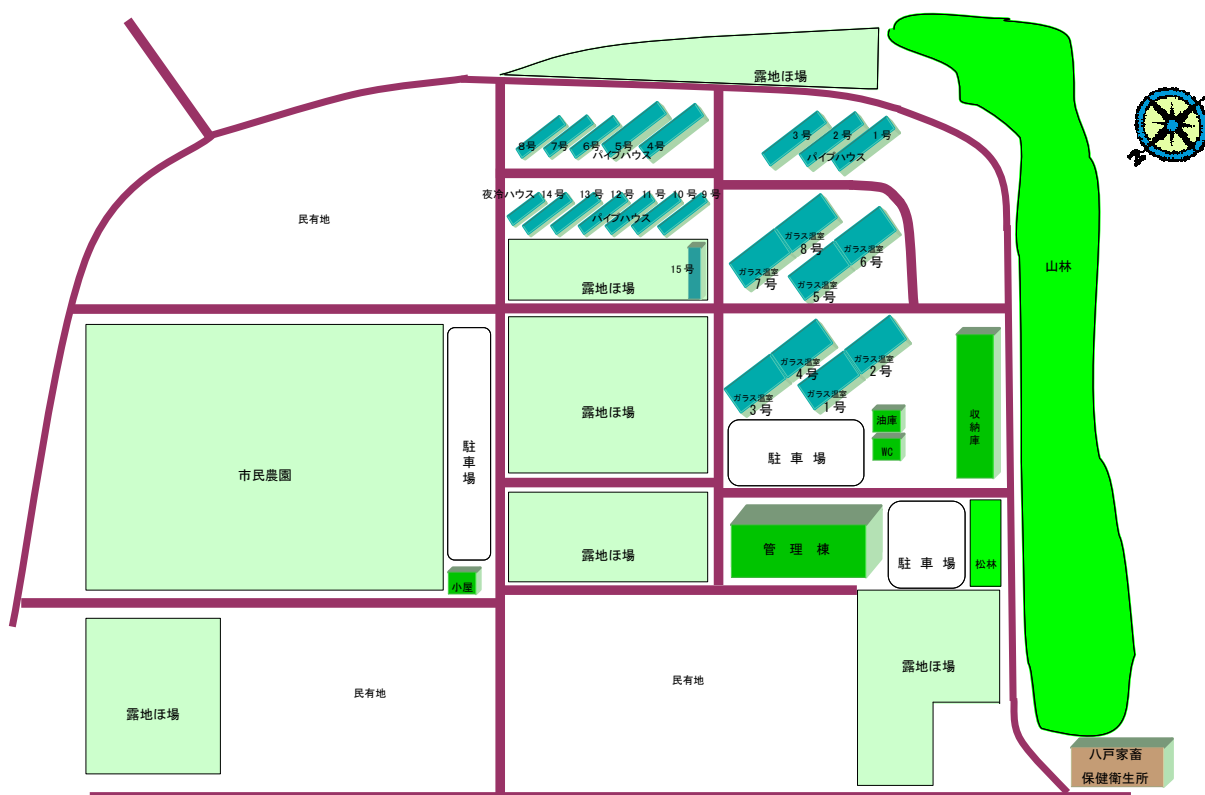 露地ほ場
8号 7号 6号 5号 4号
パイプハウス
3号 2号 1号
パイプハウス
夜冷ハウス 14号 13号 12号 11号 10号 9号
パイプハウス
民有地
15号
露地ほ場
ガラス温室
8号
ガラス温室
6号
ガラス温室
7号
ガラス温室
5号
山林
N
市民農園
駐車場
露地ほ場
ガラス温室
4号
ガラス温室
2号
ガラス温室
3号
ガラス温室
1号
油庫
WC
収納庫
駐車場
小屋
露地ほ場
管理棟
駐車場
松林
露地ほ場
民有地
民有地
露地ほ場
八戸家畜
保健衛生所